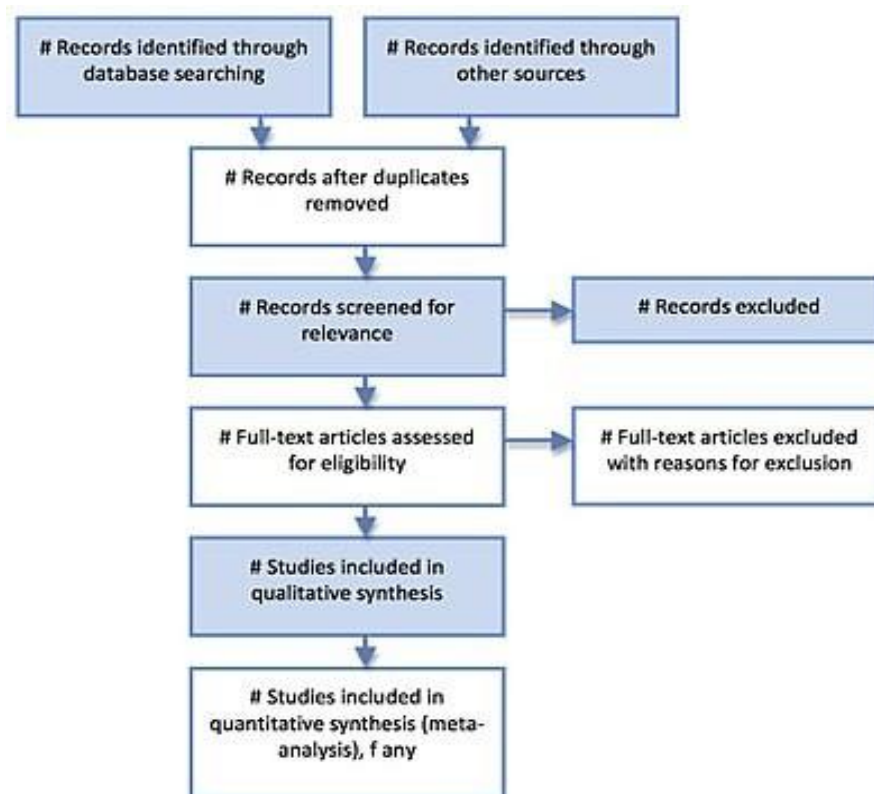 # Records identified through
database searching
# Records identified through
other sources
# Records after duplicates
removed
# Records screened for
relevance
# Records excluded
# Full-text articles assessed
for eligibility
# Full-text articles excluded
with reasons for exclusion
# Studies included in
qualitative synthesis
# Studies included in
quantitative synthesis (meta-
analysis), f any